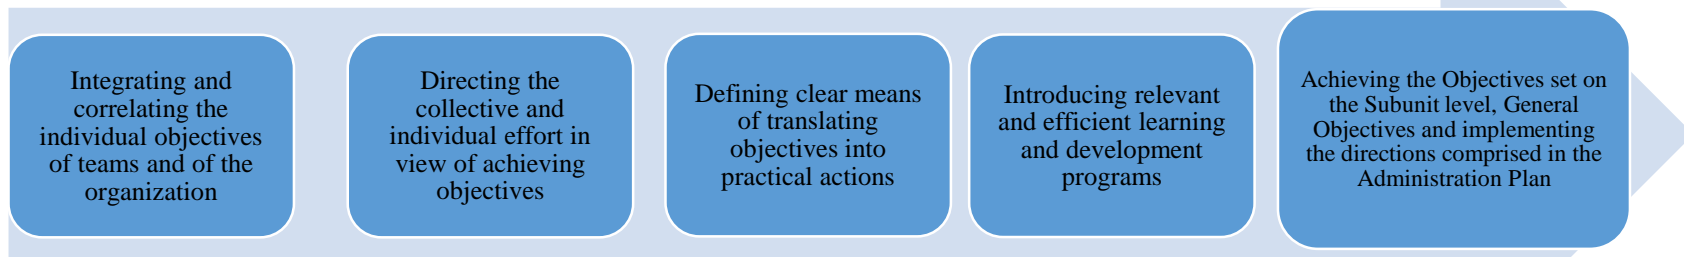 Integrating and
correlating the
individual objectives
of teams and of the
organization
Directing the
collective and
individual effort in
view of achieving
objectives
Defining clear means
of translating
objectives into
practical actions
Introducing relevant
and efficient learning
and development
programs
Achieving the Objectives set on
the Subunit level, General
Objectives and implementing
the directions comprised in the
Administration Plan